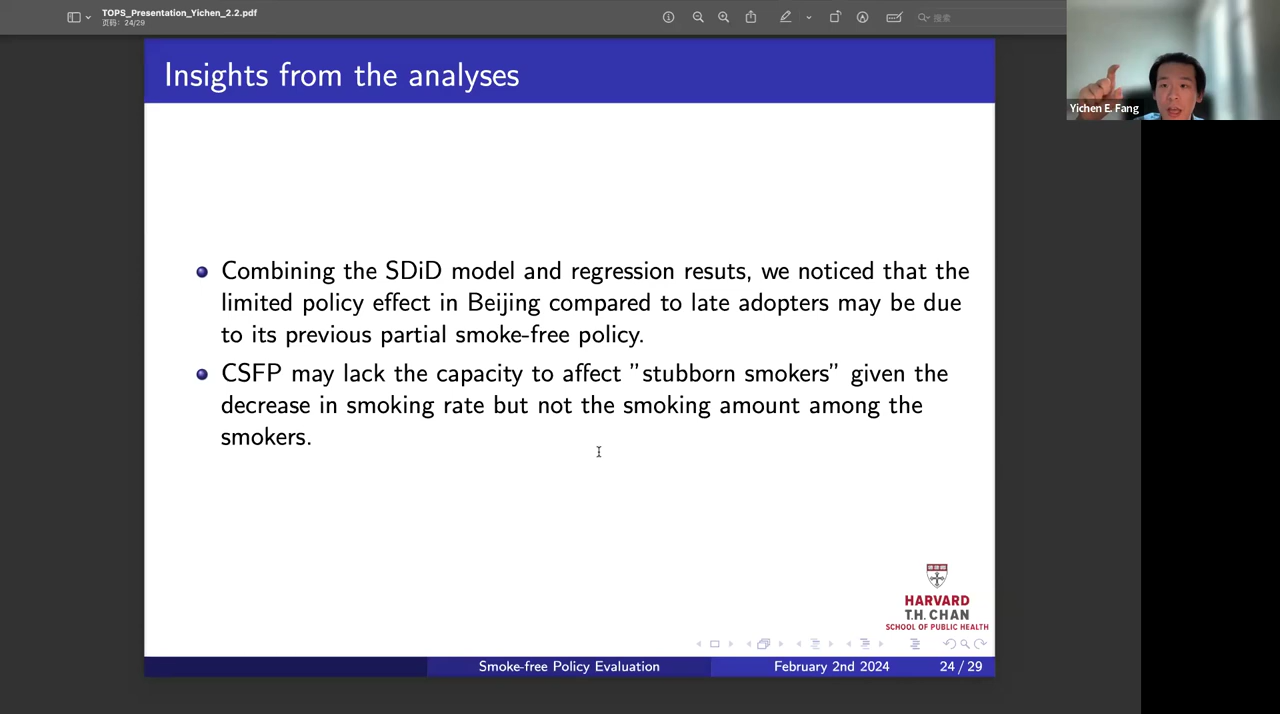 TOPS_Presentation_Yichen_2.2.pdf
页码：24/29
搜索
Yichen E. Fang
Insights from the analyses
Combining the SDiD model and regression resuts, we noticed that the
limited policy effect in Beijing compared to late adopters may be due
to its previous partial smoke-free policy.
CSFP may lack the capacity to affect ”stubborn smokers” given the
decrease in smoking rate but not the smoking amount among the
smokers.
HARVARD
T.H. CHAN
SCHOOL OF PUBLIC HEALTH
Smoke-free Policy Evaluation
February 2nd 2024
24 / 29